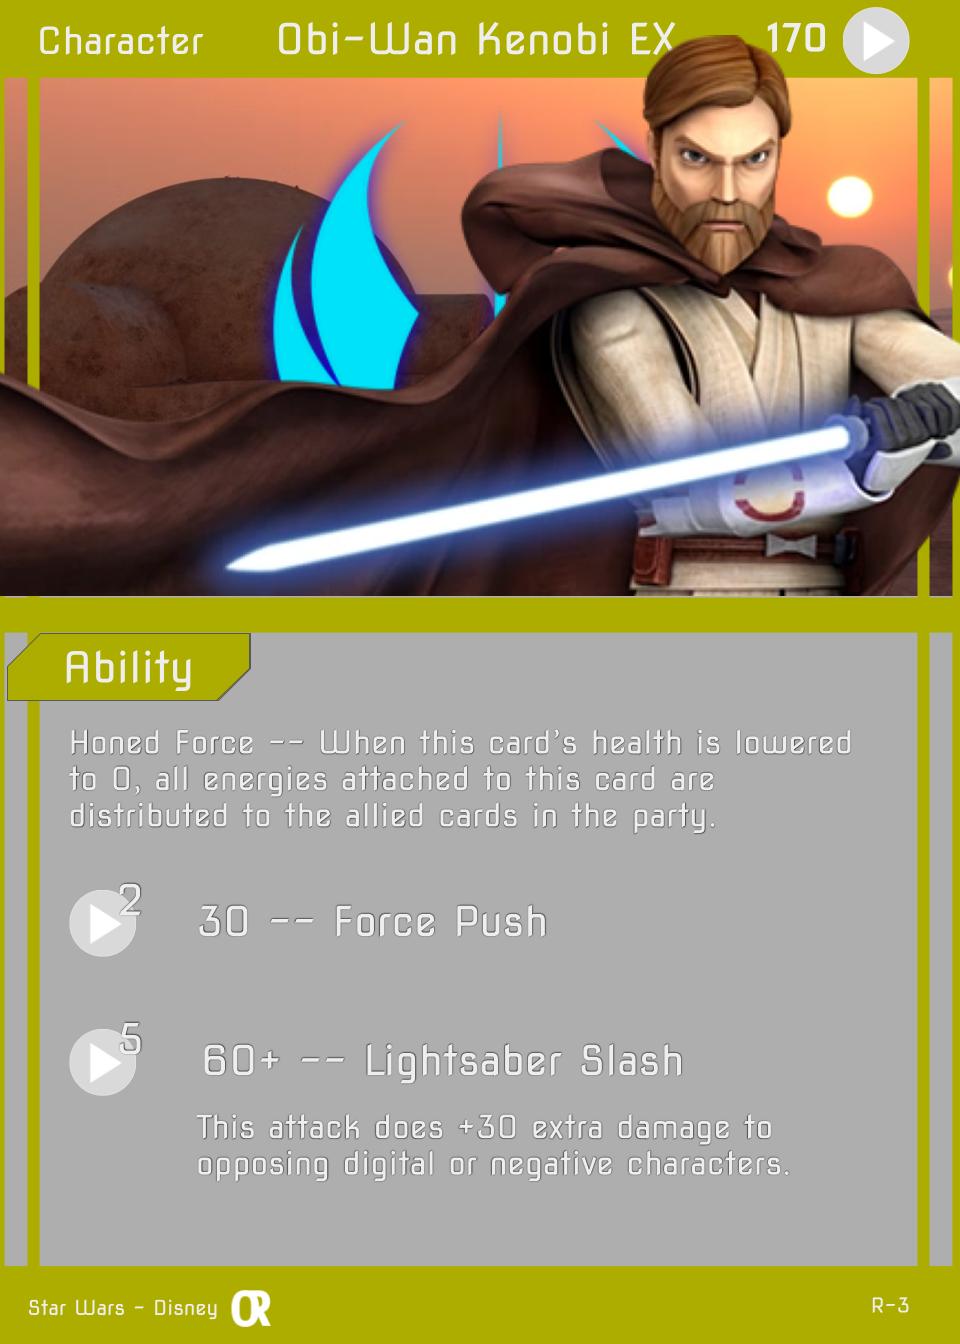 Character Obi-Wan Kenobi EX 170
Ability
Honed Force -- When this card's health is lowered
to 0, all energies attached to this card are
distributed to the allied cards in the party.
2
30 -- Force Push
5
60+ -- Lightsaber Slash
This attack does +30 extra damage to
opposing digital or negative characters.
Star Wars - Disney OR R-3